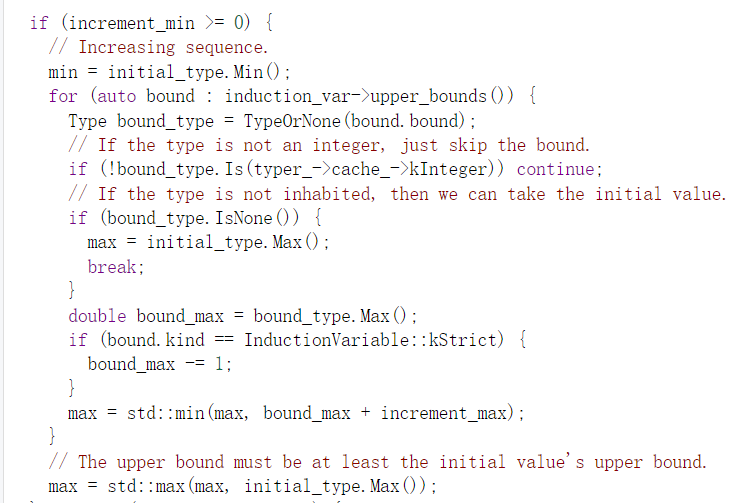 if (increment_min >= 0) {
// Increasing sequence.
min = initial_type.Min();
for (auto bound : induction_var->upper_bounds()) {
Type bound_type = TypeOrNone(bound.bound);
// If the type is not an integer, just skip the bound.
if (!bound_type.Is(typer_->cache_->kInteger)) continue;
// If the type is not inhabited, then we can take the initial value.
if (bound_type.IsNone()) {
max = initial_type.Max();
break;
}
double bound_max = bound_type.Max();
if (bound.kind == InductionVariable::kStrict) {
bound_max -= 1;
}
max = std::min(max, bound_max + increment_max);
}
// The upper bound must be at least the initial value's upper bound.
max = std::max(max, initial_type.Max());